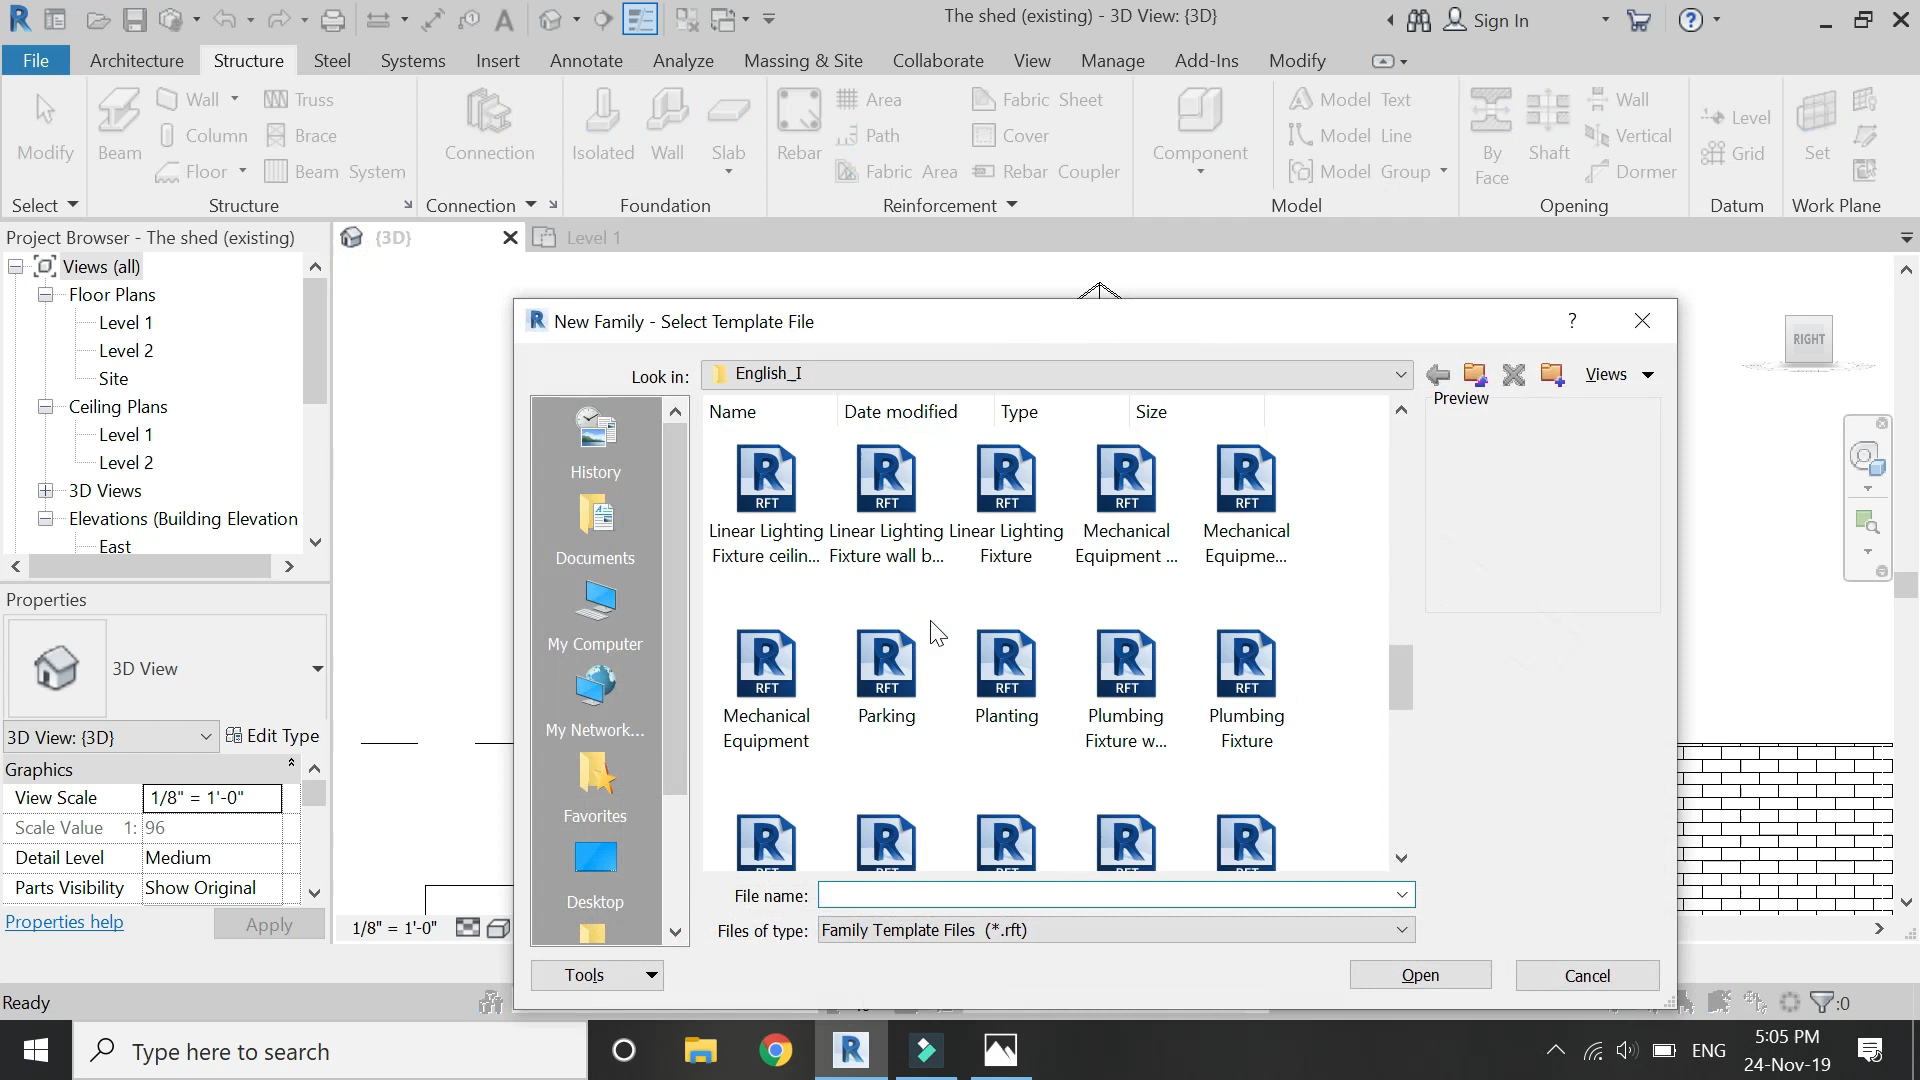 The shed (existing) - 3D View: {3D}
Sign In
File
Architecture
Structure
Steel
Systems
Insert
Annotate
Analyze
Massing & Site
Collaborate
View
Manage
Add-Ins
Modify
Modify
Beam
Wall
Column
Floor
Truss
Brace
Beam System
Connection
Isolated
Wall
Slab
Rebar
Area
Path
Fabric Area
Fabric Sheet
Cover
Rebar Coupler
Component
Model Text
Model Line
Model Group
By
Face
Shaft
Wall
Vertical
Dormer
Level
Grid
Set
Select
Structure
Connection
Foundation
Reinforcement
Model
Opening
Datum
Work Plane
Project Browser - The shed (existing)
{3D}
Level 1
Views (all)
Floor Plans
Level 1
Level 2
Site
Ceiling Plans
Level 1
Level 2
3D Views
Elevations (Building Elevation
East
RIGHT
Properties
3D View
3D View: {3D}
Edit Type
Graphics
View Scale
1/8" = 1'-0"
Scale Value 1:
96
Detail Level
Medium
Parts Visibility
Show Original
Properties help
Apply
1/8" = 1'-0"
New Family - Select Template File
?
Look in:
English_I
Views
Preview
History
Documents
My Computer
My Network...
Favorites
Desktop
Name
Date modified
Type
Size
RFT
RFT
RFT
RFT
RFT
Linear Lighting
Fixture ceilin...
Linear Lighting
Fixture wall b...
Linear Lighting
Fixture
Mechanical
Equipment ...
Mechanical
Equipme...
RFT
RFT
RFT
RFT
RFT
Mechanical
Equipment
Parking
Planting
Plumbing
Fixture w...
Plumbing
Fixture
File name:
Files of type:
Family Template Files (*.rft)
Tools
Open
Cancel
Ready
:0
Type here to search
ENG
5:05 PM
24-Nov-19